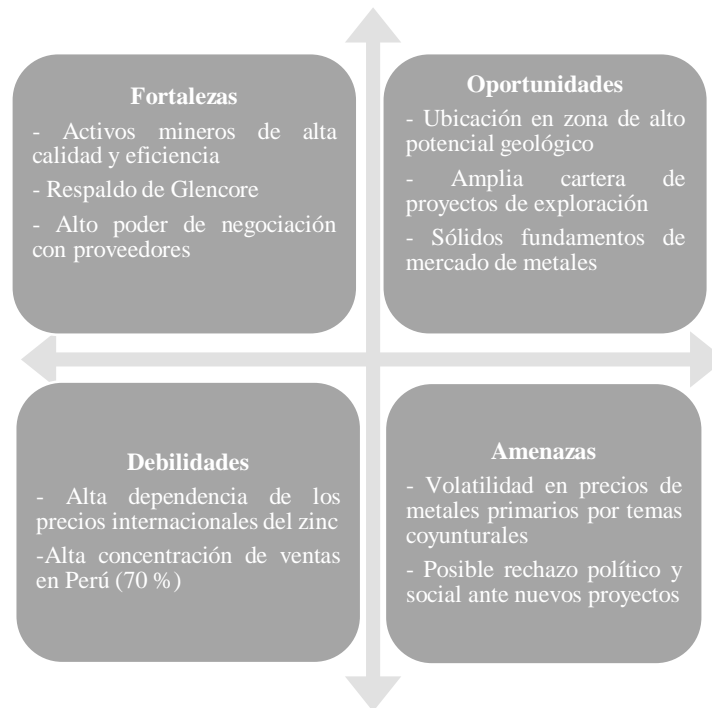 Fortalezas
- Activos mineros de alta
calidad y eficiencia
- Respaldo de Glencore
- Alto poder de negociación
con proveedores
Oportunidades
- Ubicación en zona de alto
potencial geológico
- Amplia cartera de
proyectos de exploración
- Sólidos fundamentos de
mercado de metales
Debilidades
- Alta dependencia de los
precios internacionales del zinc
-Alta concentración de ventas
en Perú (70 %)
Amenazas
- Volatilidad en precios de
metales primarios por temas
coyunturales
- Posible rechazo político y
social ante nuevos proyectos